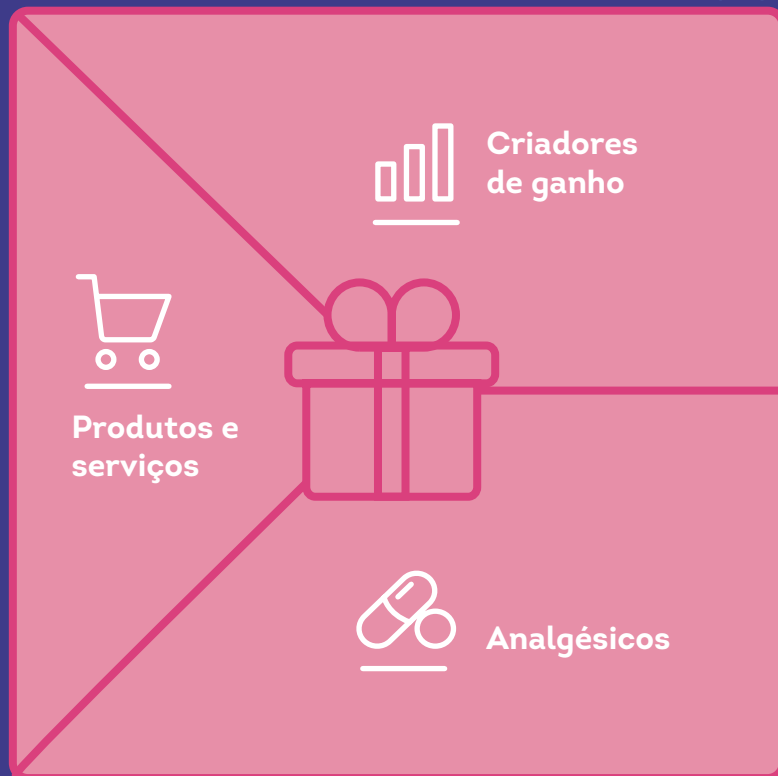 Criadores
de ganho
Produtos e
serviços
Analgésicos